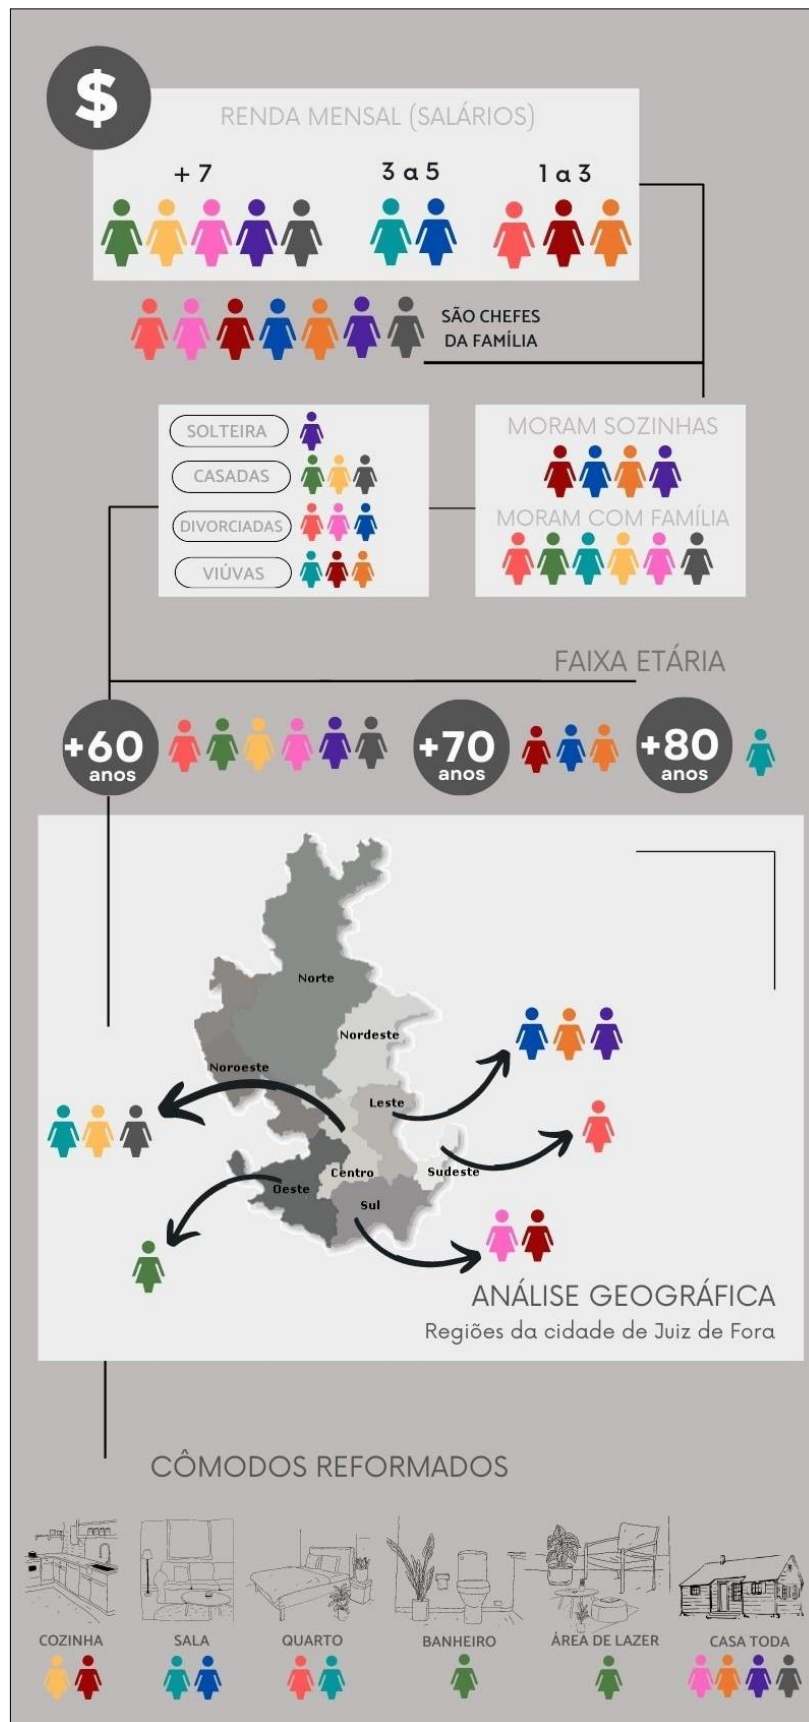 $
RENDA MENSAL (SALÁRIOS)
+ 7
3 a 5
1 a 3
SÃO CHEFES
DA FAMÍLIA
SOLTEIRA
CASADAS
DIVORCIADAS
VIÚVAS
MORAM SOZINHAS
MORAM COM FAMÍLIA
FAIXA ETÁRIA
+60
anos
+70
anos
+80
anos
Norte
Nordeste
Noroeste
Leste
Centro
Sudeste
Oeste
Sul
ANÁLISE GEOGRÁFICA
Regiões da cidade de Juiz de Fora
CÔMODOS REFORMADOS
COZINHA
SALA
QUARTO
BANHEIRO
ÁREA DE LAZER
CASA TODA